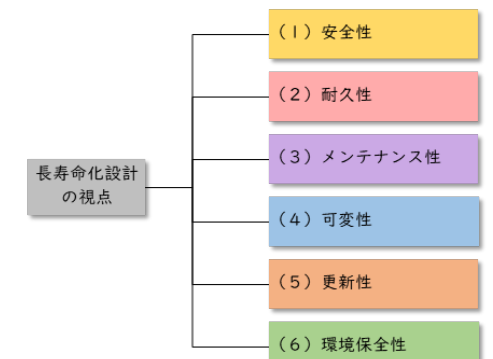 長寿命化設計
の視点
(1)安全性
(2)耐久性
(3)メンテナンス性
(4)可変性
(5)更新性
(6)環境保全性